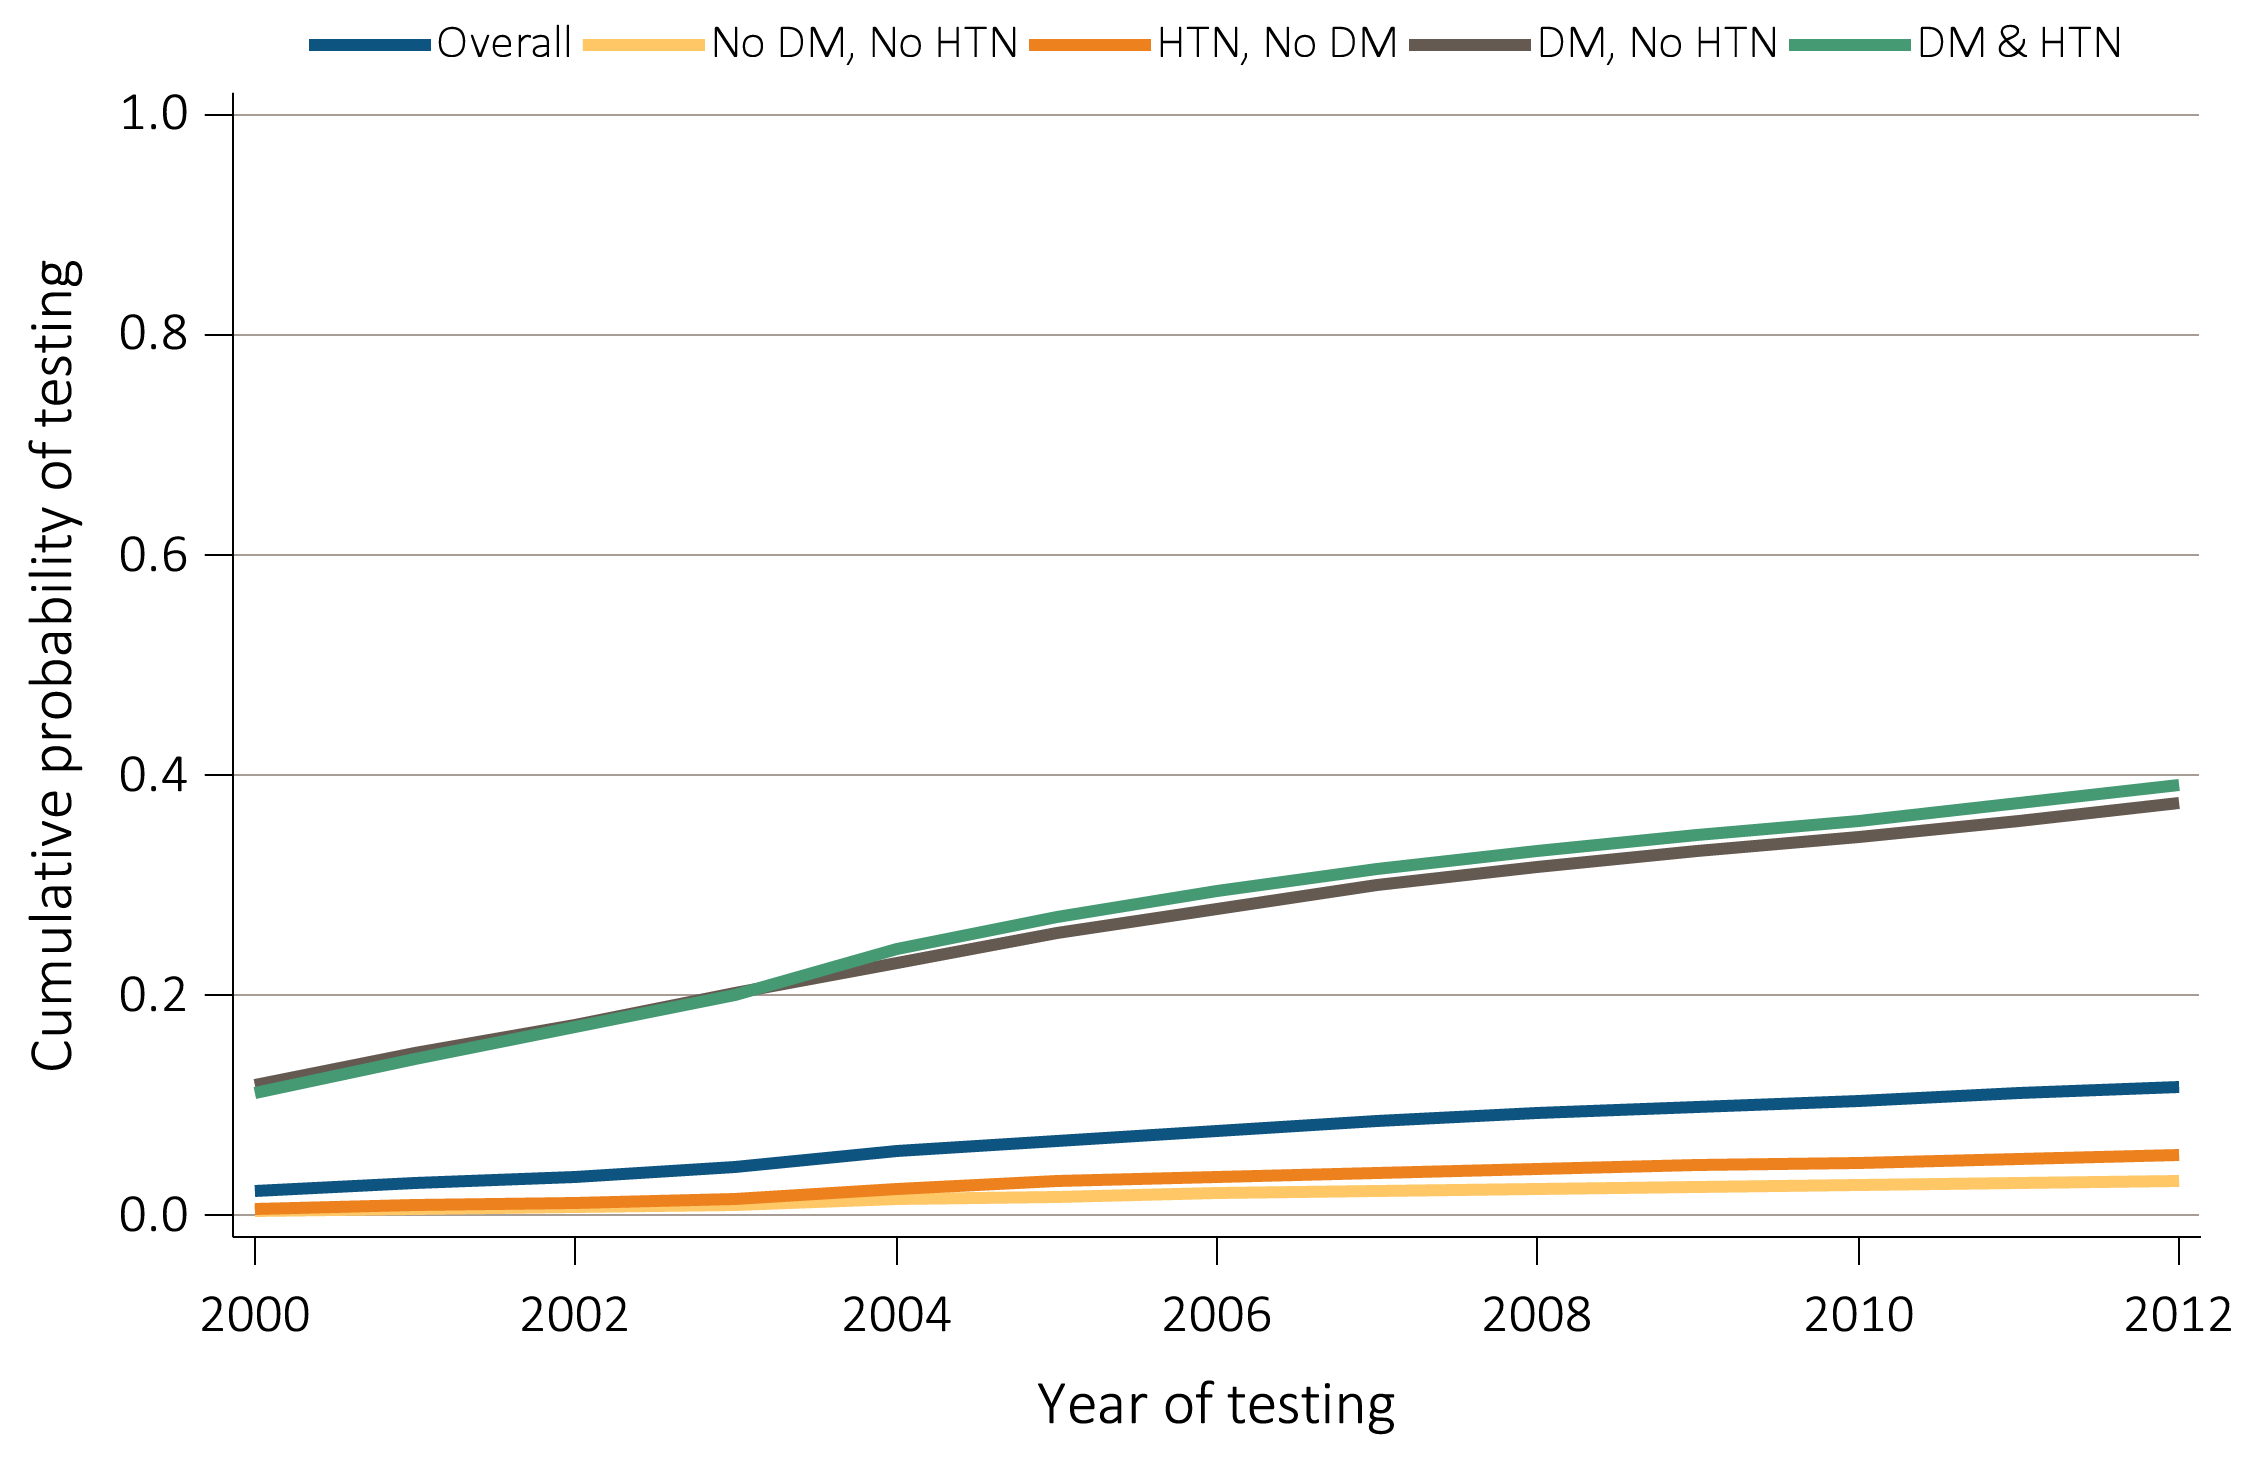 Overall No DM, No HTN HTN, No DM DM, No HTN DM & HTN
1.0
0.8
0.6
0.4
0.2
0.0
Cumulative probability of testing
2000 2002 2004 2006 2008 2010 2012
Year of testing